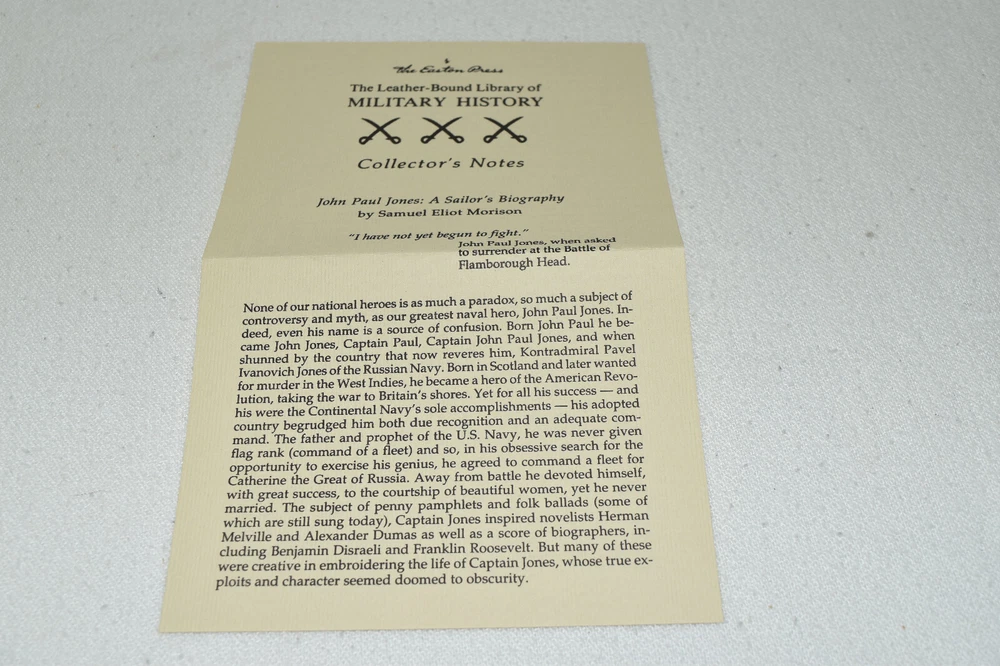 The Easton Press
The Leather-Bound Library of
MILITARY HISTORY
Collector's Notes
John Paul Jones: A Sailor's Biography
by Samuel Eliot Morison
"I have not yet begun to fight."
John Paul Jones, when asked
to surrender at the Battle of
Flamborough Head.
None of our national heroes is as much a paradox, so much a subject of
controversy and myth, as our greatest naval hero, John Paul Jones. In-
deed, even his name is a source of confusion. Born John Paul he be-
came John Jones, Captain Paul, Captain John Paul Jones, and when
shunned by the country that now reveres him, Kontradmiral Pavel
Ivanovich Jones of the Russian Navy. Born in Scotland and later wanted
for murder in the West Indies, he became a hero of the American Revo-
lution, taking the war to Britain's shores. Yet for all his success — and
his were the Continental Navy's sole accomplishments — his adopted
country begrudged him both due recognition and an adequate com-
mand. The father and prophet of the U.S. Navy, he was never given
flag rank (command of a fleet) and so, in his obsessive search for the
opportunity to exercise his genius, he agreed to command a fleet for
Catherine the Great of Russia. Away from battle he devoted himself,
with great success, to the courtship of beautiful women, yet he never
married. The subject of penny pamphlets and folk ballads (some of
which are still sung today), Captain Jones inspired novelists Herman
Melville and Alexander Dumas as well as a score of biographers, in-
cluding Benjamin Disraeli and Franklin Roosevelt. But many of these
were creative in embroidering the life of Captain Jones, whose true ex-
ploits and character seemed doomed to obscurity.